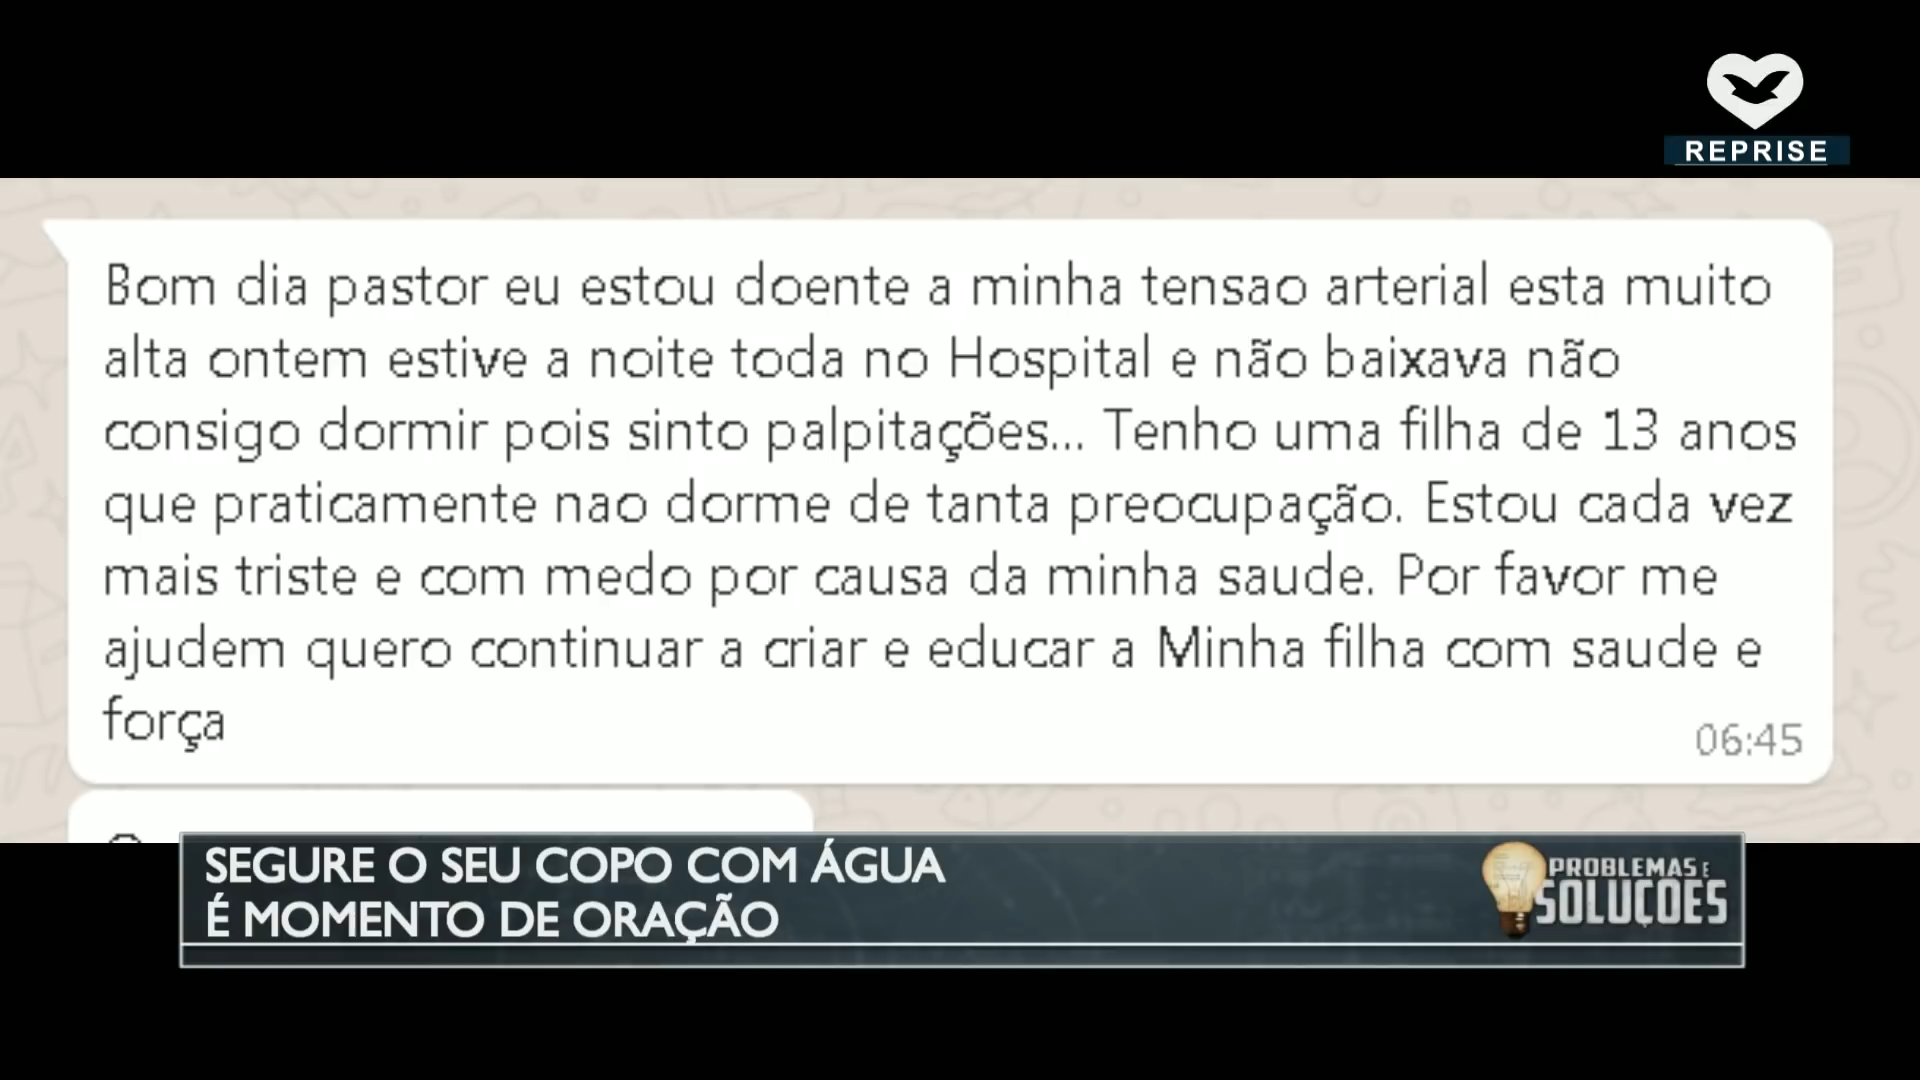 REPRISE
Bom dia pastor eu estou doente a minha tensao arterial esta muito
alta ontem estive a noite toda no Hospital e não baixava não
consigo dormir pois sinto palpitações... Tenho uma filha de 13 anos
que praticamente nao dorme de tanta preocupação. Estou cada vez
mais triste e com medo por causa da minha saude. Por favor me
ajudem quero continuar a criar e educar a Minha filha com saude e
força
06:45
SEGURE O SEU COPO COM ÁGUA
É MOMENTO DE ORAÇÃO
PROBLEMAS E
SOLUÇOES